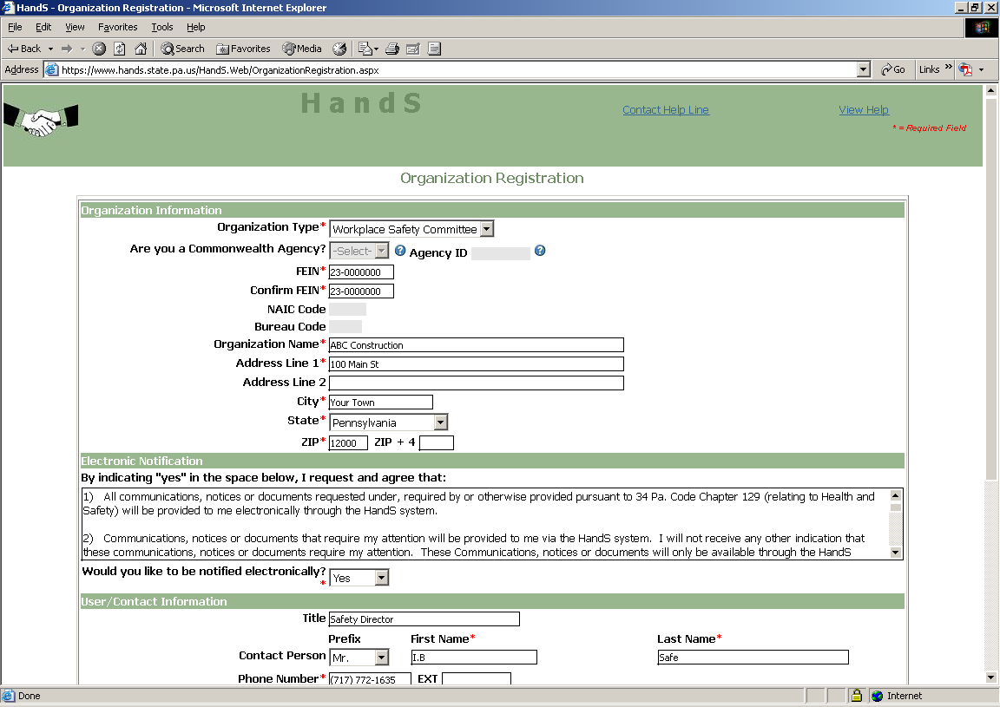 HandS - Organization Registration - Microsoft Internet Explorer
File Edit View Favorites Tools Help
Back Search Favorites Media
Address https://www.hands.state.pa.us/HandS.Web/OrganizationRegistration.aspx Go Links »
HandS
Contact Help Line View Help
* = Required Field
Organization Registration
Organization Information
Organization Type* Workplace Safety Committee
Are you a Commonwealth Agency? -Select- ? Agency ID ?
FEIN* 23-0000000
Confirm FEIN* 23-0000000
NAIC Code
Bureau Code
Organization Name* ABC Construction
Address Line 1* 100 Main St
Address Line 2
City* Your Town
State* Pennsylvania
ZIP* 12000 ZIP + 4
Electronic Notification
By indicating "yes" in the space below, I request and agree that:
1) All communications, notices or documents requested under, required by or otherwise provided pursuant to 34 Pa. Code Chapter 129 (relating to Health and
Safety) will be provided to me electronically through the HandS system.
2) Communications, notices or documents that require my attention will be provided to me via the HandS system. I will not receive any other indication that
these communications, notices or documents require my attention. These Communications, notices or documents will only be available through the HandS
Would you like to be notified electronically?
* Yes
User/Contact Information
Title Safety Director
Prefix First Name* Last Name*
Contact Person Mr. I.B Safe
Phone Number* (717) 772-1635 EXT
Done Internet